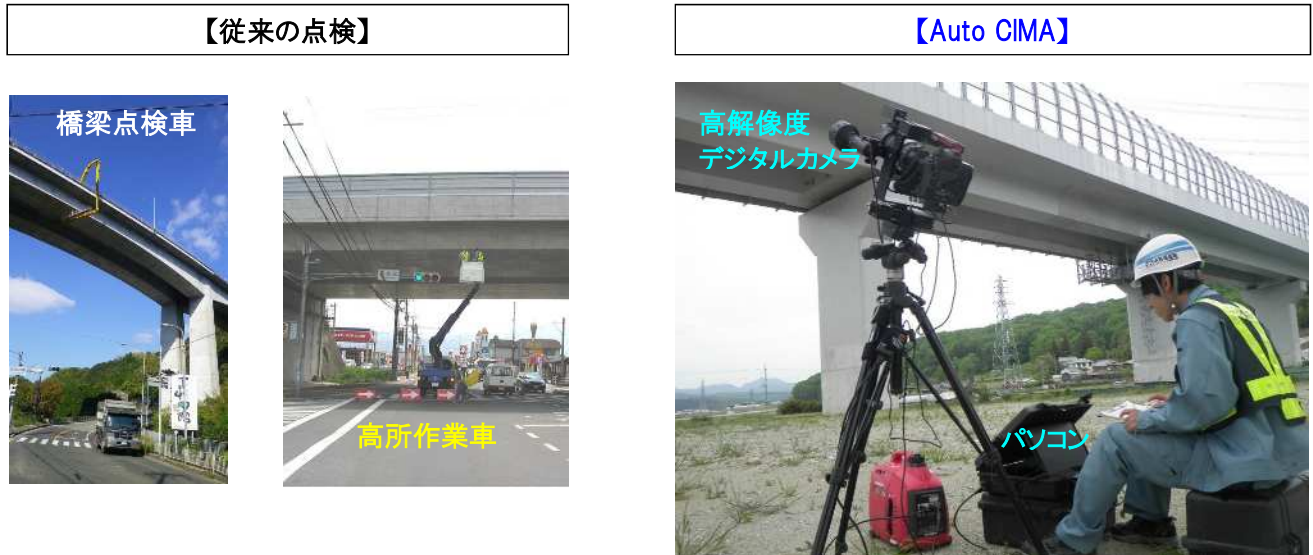 【従来の点検】
【Auto CIMA】
橋梁点検車
高所作業車
高解像度
デジタルカメラ
パソコン